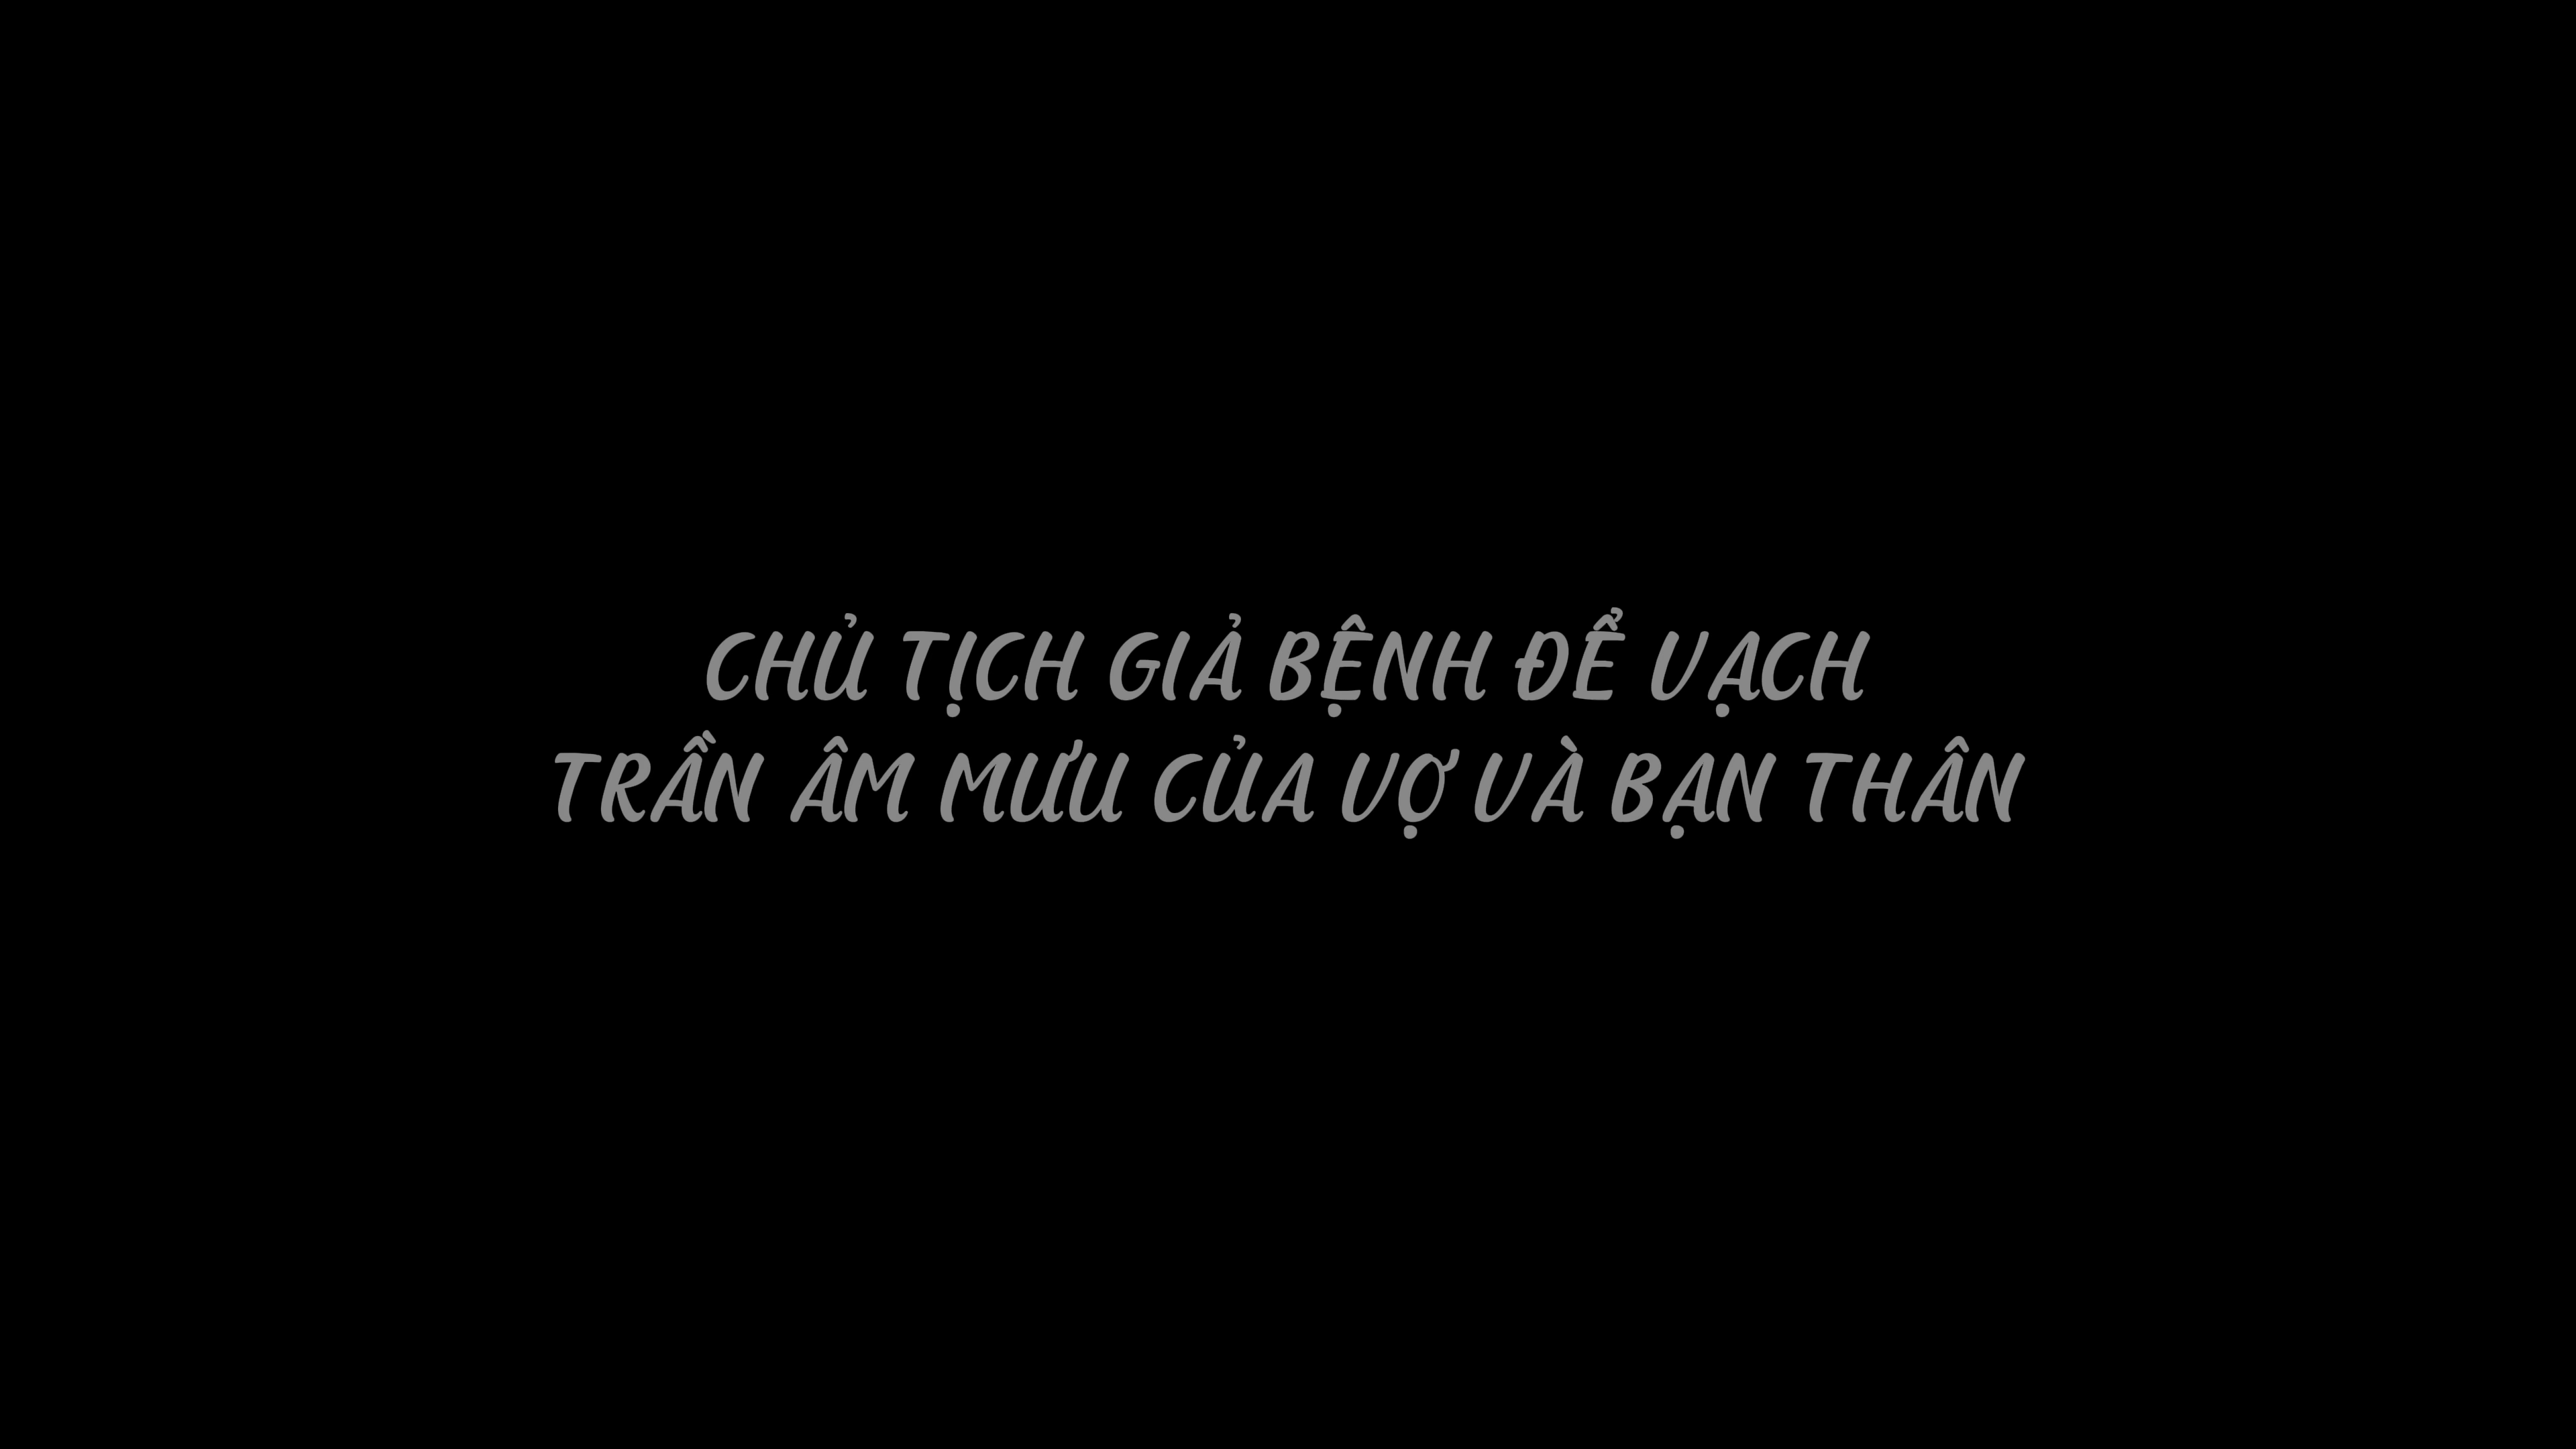 CHỦ TỊCH GIẢ BỆNH ĐỂ VẠCH
TRẦN ÂM MƯU CỦA VỢ VÀ BẠN THÂN